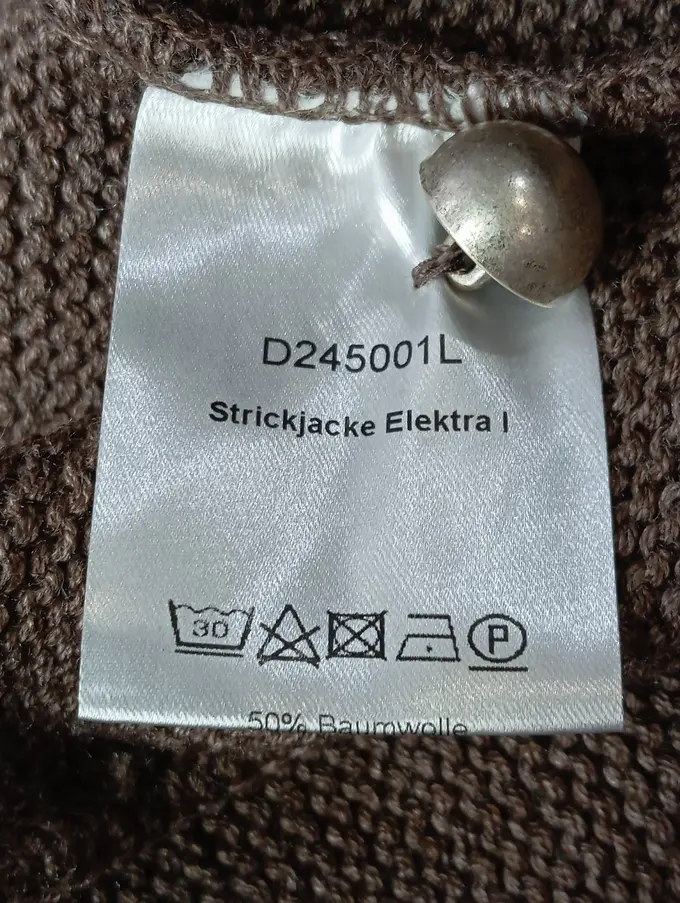 D245001L
Strickjacke Elektra I
30 P
50% Baumwolle